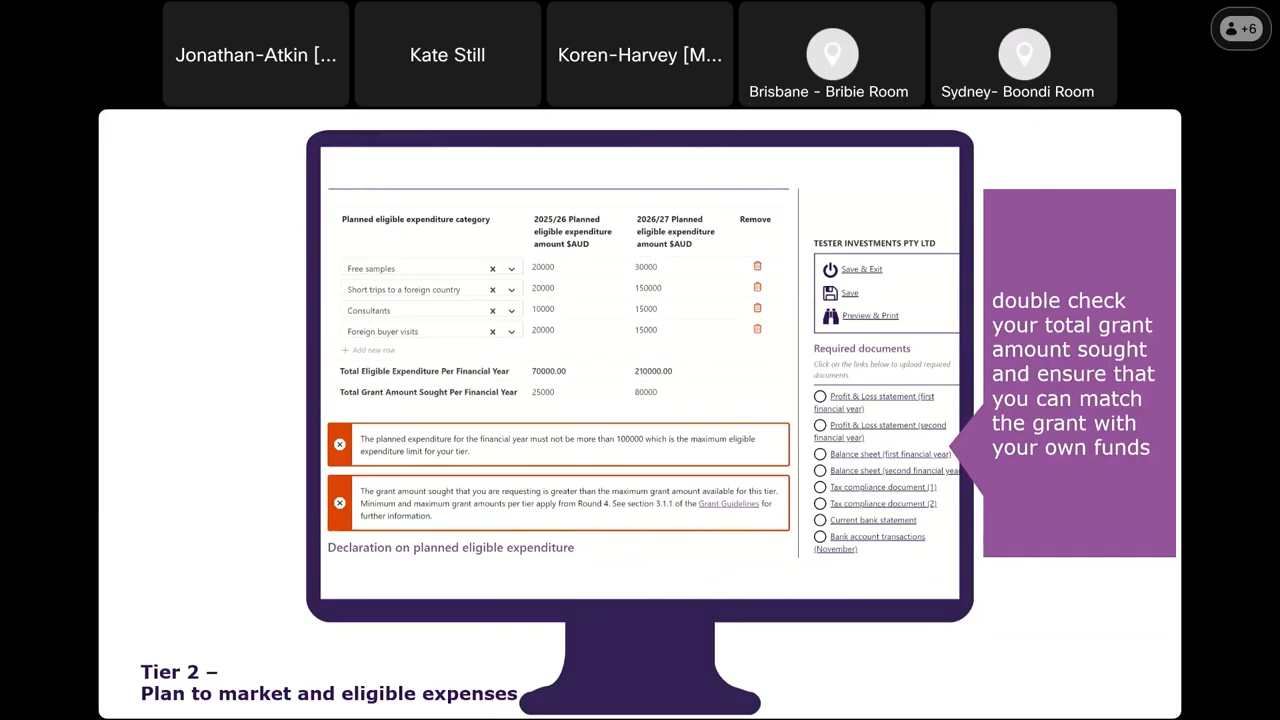 Jonathan-Atkin [...
Kate Still
Koren-Harvey [M...
Brisbane - Bribie Room
Sydney- Boondi Room
+6
Planned eligible expenditure category
2025/26 Planned
eligible expenditure
amount $AUD
2026/27 Planned
eligible expenditure
amount $AUD
Remove
Free samples
20000
30000
Short trips to a foreign country
20000
150000
Consultants
10000
15000
Foreign buyer visits
20000
15000
+ Add new row
Total Eligible Expenditure Per Financial Year
70000.00
210000.00
Total Grant Amount Sought Per Financial Year
25000
80000
The planned expenditure for the financial year must not be more than 100000 which is the maximum eligible
expenditure limit for your tier.
The grant amount sought that you are requesting is greater than the maximum grant amount available for this tier.
Minimum and maximum grant amounts per tier apply from Round 4. See section 3.1.1 of the Grant Guidelines for
further information.
Declaration on planned eligible expenditure
TESTER INVESTMENTS PTY LTD
Save & Exit
Save
Preview & Print
Required documents
Click on the links below to upload required
documents
Profit & Loss statement (first
financial year)
Profit & Loss statement (second
financial year)
Balance sheet (first financial year)
Balance sheet (second financial year
Tax compliance document (1)
Tax compliance document (2)
Current bank statement
Bank account transactions
(November)
double check
your total grant
amount sought
and ensure that
you can match
the grant with
your own funds
Tier 2 –
Plan to market and eligible expenses